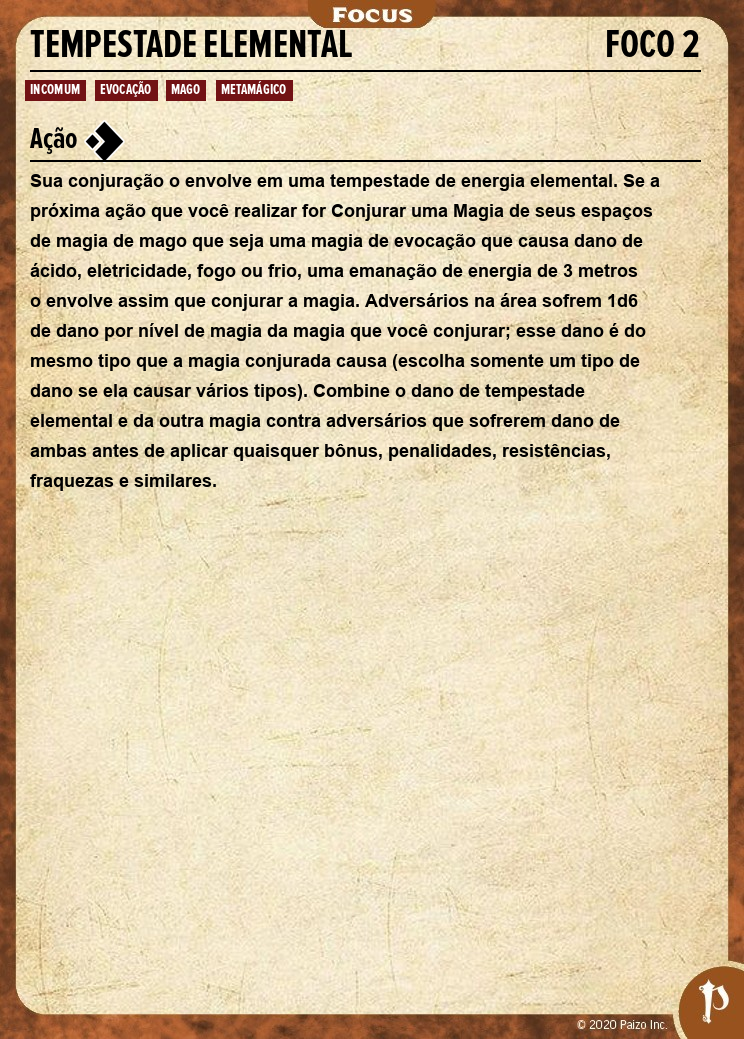 Focus
TEMPESTADE ELEMENTAL FOCO 2
INCOMUM EVOCAÇÃO MAGO METAMÁGICO
Ação
Sua conjuração o envolve em uma tempestade de energia elemental. Se a
próxima ação que você realizar for Conjurar uma Magia de seus espaços
de magia de mago que seja uma magia de evocação que causa dano de
ácido, eletricidade, fogo ou frio, uma emanação de energia de 3 metros
o envolve assim que conjurar a magia. Adversários na área sofrem 1d6
de dano por nível de magia da magia que você conjurar; esse dano é do
mesmo tipo que a magia conjurada causa (escolha somente um tipo de
dano se ela causar vários tipos). Combine o dano de tempestade
elemental e da outra magia contra adversários que sofrerem dano de
ambas antes de aplicar quaisquer bônus, penalidades, resistências,
fraquezas e similares.
© 2020 Paizo Inc.
P